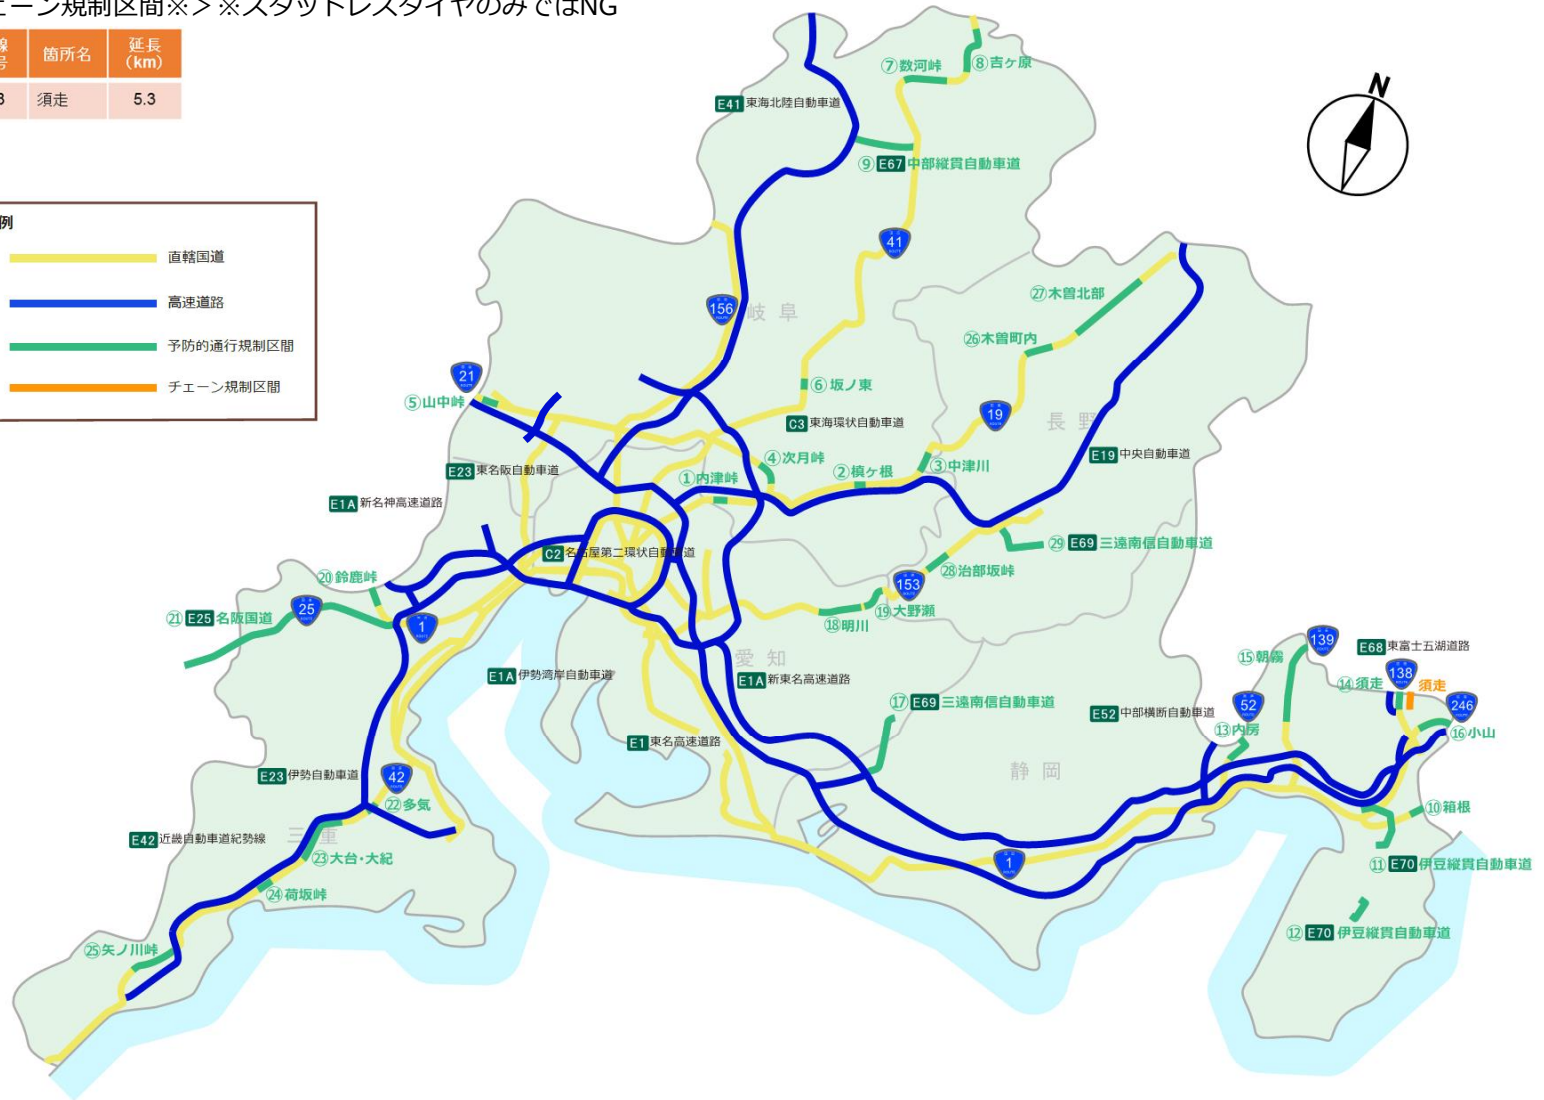 ェーン規制区間※＞※スタッドレスタイヤのみではNG
箇所名 延長(km)
須走 5.3
例
直轄国道
高速道路
予防的通行規制区間
チェーン規制区間
N
⑦数河峠
⑧吉ヶ原
E41 東海北陸自動車道
⑨ E67 中部縦貫自動車道
41
156
岐阜
㉗木曽北部
㉖木曽町内
21
⑤山中峠
⑥坂ノ東
C3 東海環状自動車道
19
長野
E19 中央自動車道
E23 東名阪自動車道
④次月峠
①内津峠
②槙ヶ根
③中津川
E1A 新名神高速道路
C2 名古屋第二環状自動車道
㉙ E69 三遠南信自動車道
⑳鈴鹿峠
㉘治部坂峠
153
㉑ E25 名阪国道
25
1
⑲大野瀬
⑱明川
愛知
E1A 伊勢湾岸自動車道
E1A 新東名高速道路
139
E68 東富士五湖道路
⑮朝霧
138
⑭須走
須走
⑰ E69 三遠南信自動車道
52
246
E52 中部横断自動車道
⑬内房
⑯小山
E1 東名高速道路
静岡
E23 伊勢自動車道
42
㉒多気
⑩箱根
三重
E42 近畿自動車道紀勢線
㉓大台・大紀
1
⑪ E70 伊豆縦貫自動車道
㉔荷坂峠
⑫ E70 伊豆縦貫自動車道
㉕矢ノ川峠